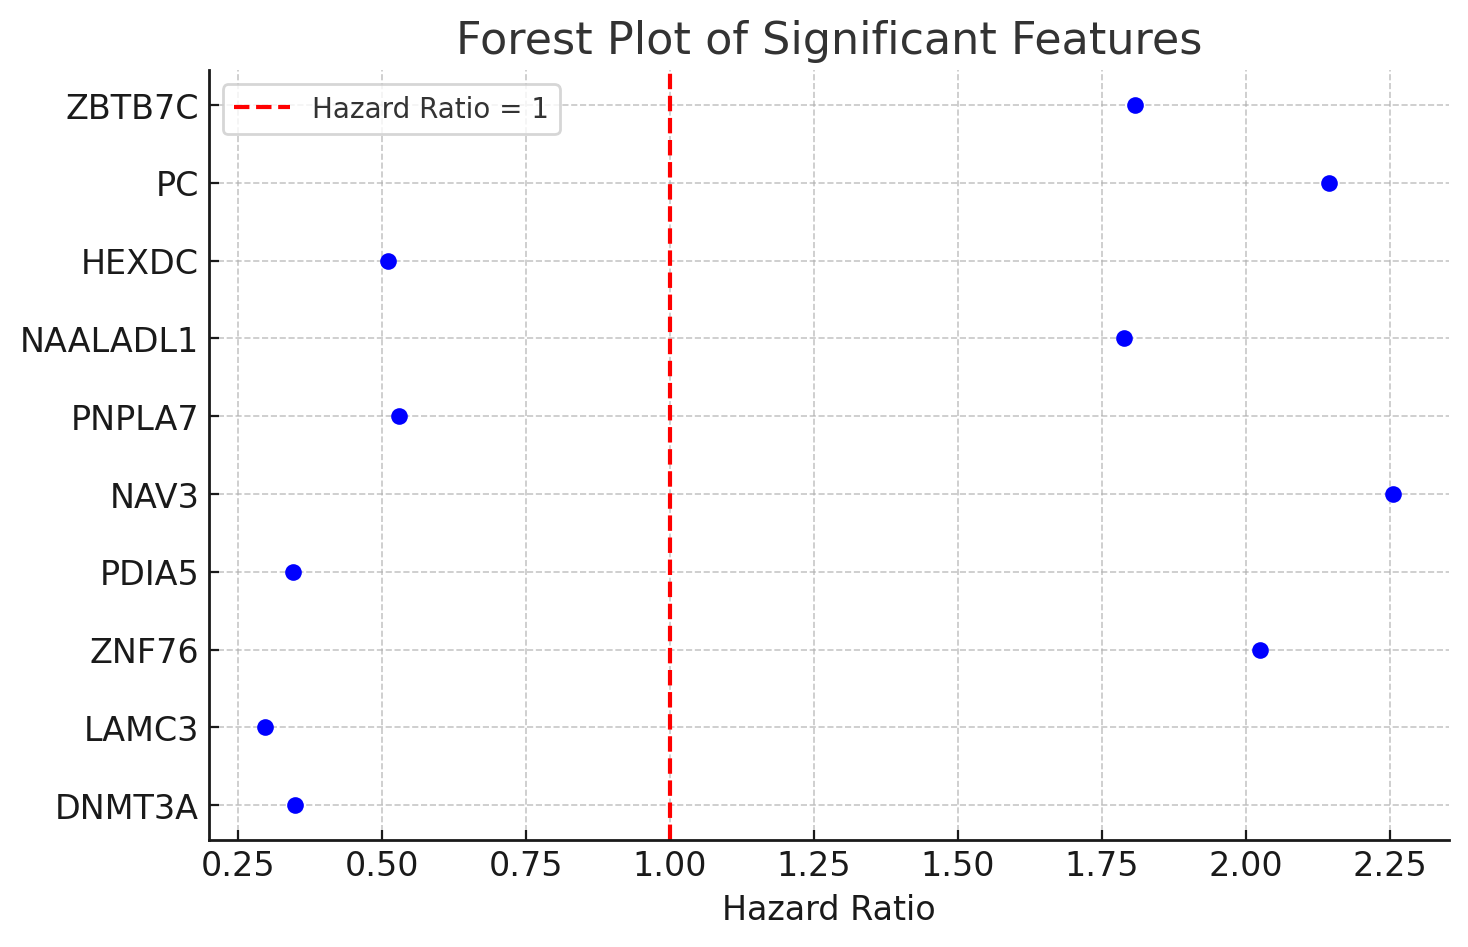 Forest Plot of Significant Features
Hazard Ratio = 1
ZBTB7C
PC
HEXDC
NAALADL1
PNPLA7
NAV3
PDIA5
ZNF76
LAMC3
DNMT3A
0.25 0.50 0.75 1.00 1.25 1.50 1.75 2.00 2.25
Hazard Ratio